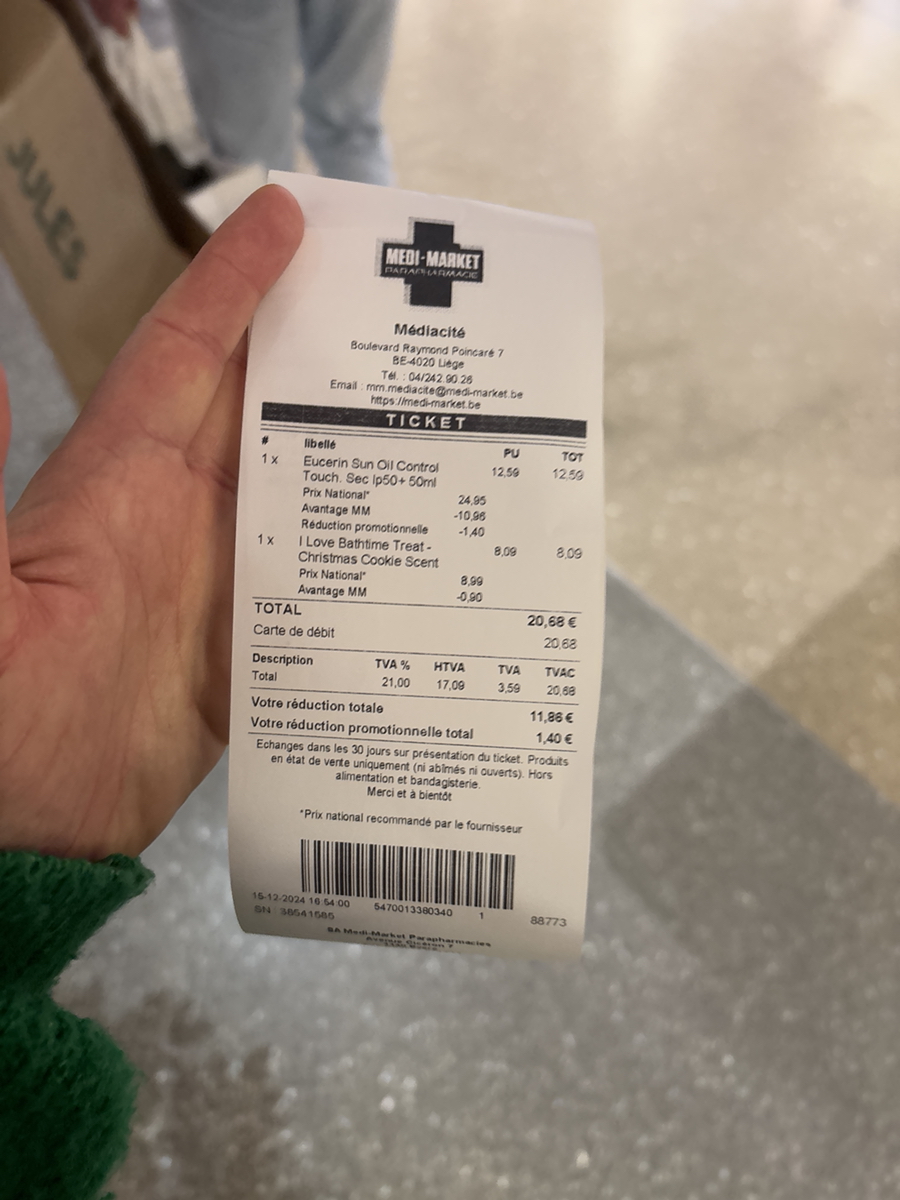 JULES
MEDI-MARKET
PARAPHARMACIE
Médiacité
Boulevard Raymond Poincaré 7
BE-4020 Liège
Tél. : 04/242.90.26
Email : mm.mediacite@medi-market.be
https://medi-market.be
TICKET
# libellé PU TOT
1 x Eucerin Sun Oil Control 12,59 12,59
Touch. Sec Ip50+ 50ml
Prix National* 24,95
Avantage MM -10,96
Réduction promotionnelle -1,40
1 x I Love Bathtime Treat - 8,09 8,09
Christmas Cookie Scent
Prix National* 8,99
Avantage MM -0,90
TOTAL 20,68 €
Carte de débit 20,68
Description TVA % HTVA TVA TVAC
Total 21,00 17,09 3,59 20,68
Votre réduction totale 11,86 €
Votre réduction promotionnelle total 1,40 €
Echanges dans les 30 jours sur présentation du ticket. Produits
en état de vente uniquement (ni abîmés ni ouverts). Hors
alimentation et bandagisterie.
Merci et à bientôt
*Prix national recommandé par le fournisseur
16:54:00 5470013380340 1 88773
SN : 38541585
SA Medi-Market Parapharmacies
Avenue Ciceron 7